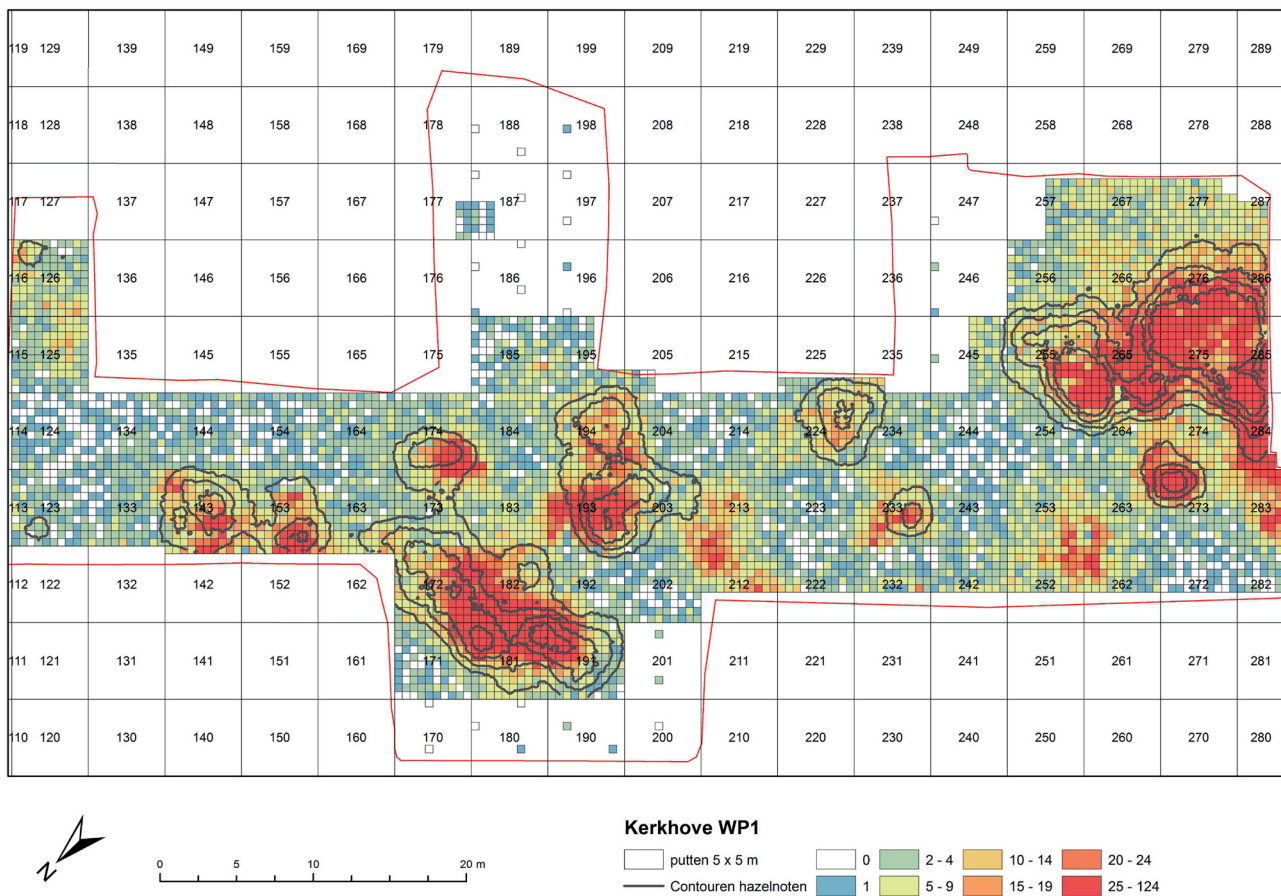 119 129 139 149 159 169 179 189 199 209 219 229 239 249 259 269 279 289
118 128 138 148 158 168 178 188 198 208 218 228 238 248 258 268 278 288
117 127 137 147 157 167 177 187 197 207 217 227 237 247 257 267 277 287
116 126 136 146 156 166 176 186 196 206 216 226 236 246 256 266 276 286
115 125 135 145 155 165 175 185 195 205 215 225 235 245 255 265 275 285
114 124 134 144 154 164 174 184 194 204 214 224 234 244 254 264 274 284
113 123 133 143 153 163 173 183 193 203 213 223 233 243 253 263 273 283
112 122 132 142 152 162 172 182 192 202 212 222 232 242 252 262 272 282
111 121 131 141 151 161 171 181 191 201 211 221 231 241 251 261 271 281
110 120 130 140 150 160 170 180 190 200 210 220 230 240 250 260 270 280
N
0 5 10 20 m
Kerkhove WP1
putten 5 x 5 m 0 2 - 4 10 - 14 20 - 24
Contouren hazelnoten 1 5 - 9 15 - 19 25 - 124